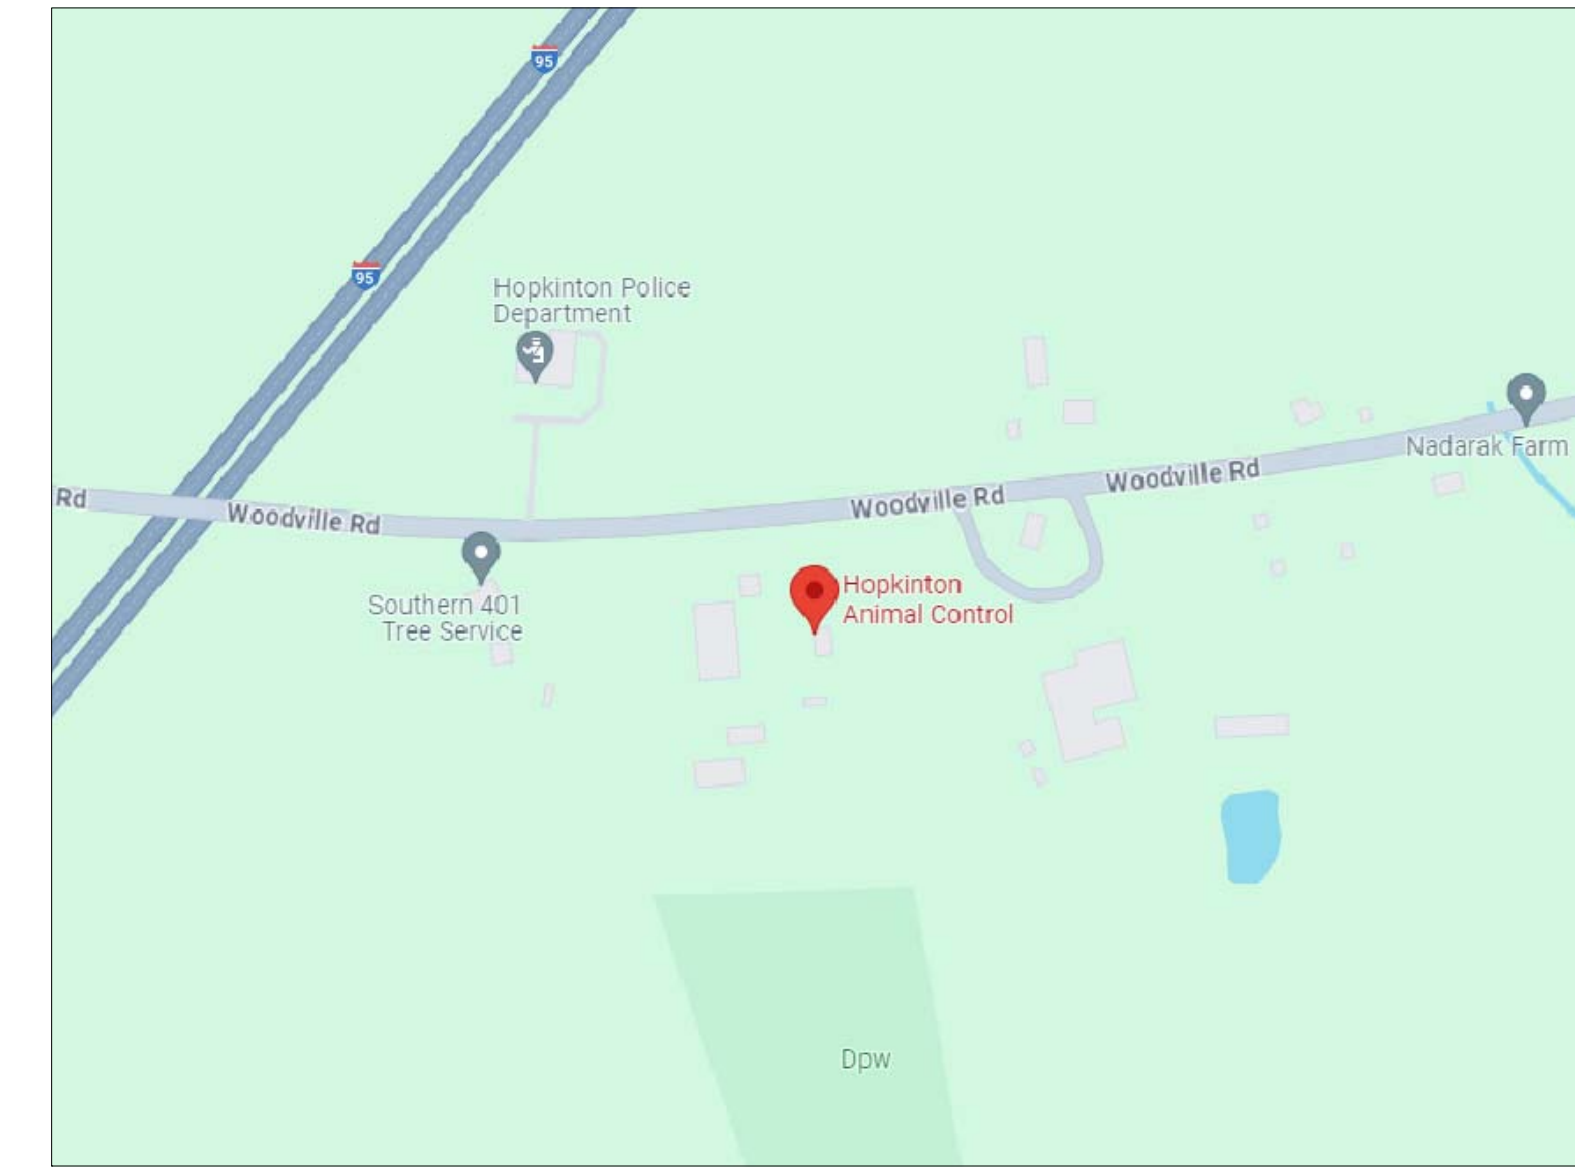 95
95
Hopkinton Police
Department
Nadarak Farm
Woodville Rd
Woodville Rd
Rd
Woodville Rd
Hopkinton
Animal Control
Southern 401
Tree Service
Dpw